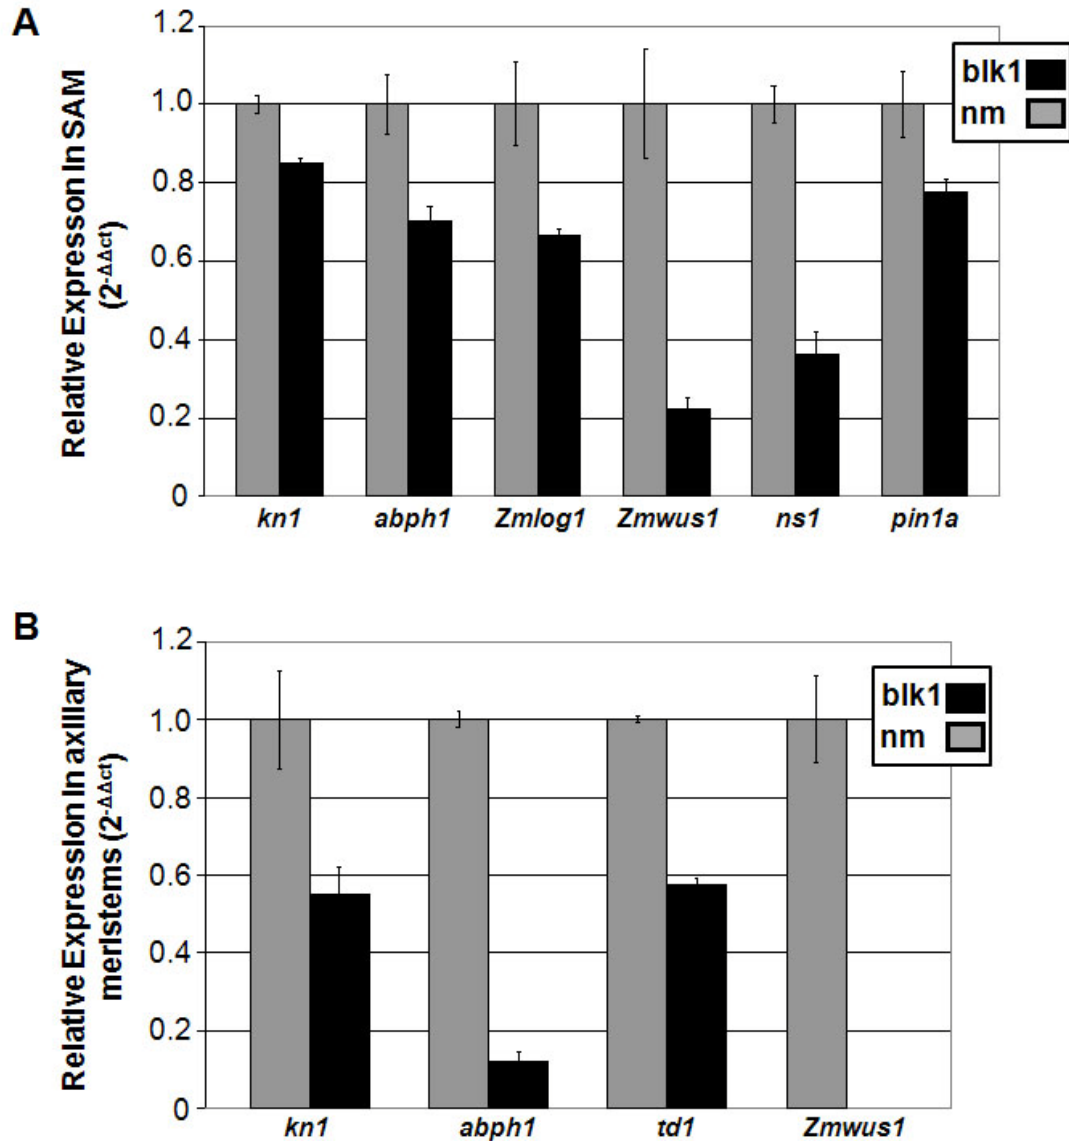 A
Relative Expresson In SAM
(2-ΔΔct)
1.2
1.0
0.8
0.6
0.4
0.2
0
blk1
nm
kn1 abph1 Zmlog1 Zmwus1 ns1 pin1a
B
Relative Expression In axillary
meristems (2-ΔΔct)
1.2
1.0
0.8
0.6
0.4
0.2
0
blk1
nm
kn1 abph1 td1 Zmwus1